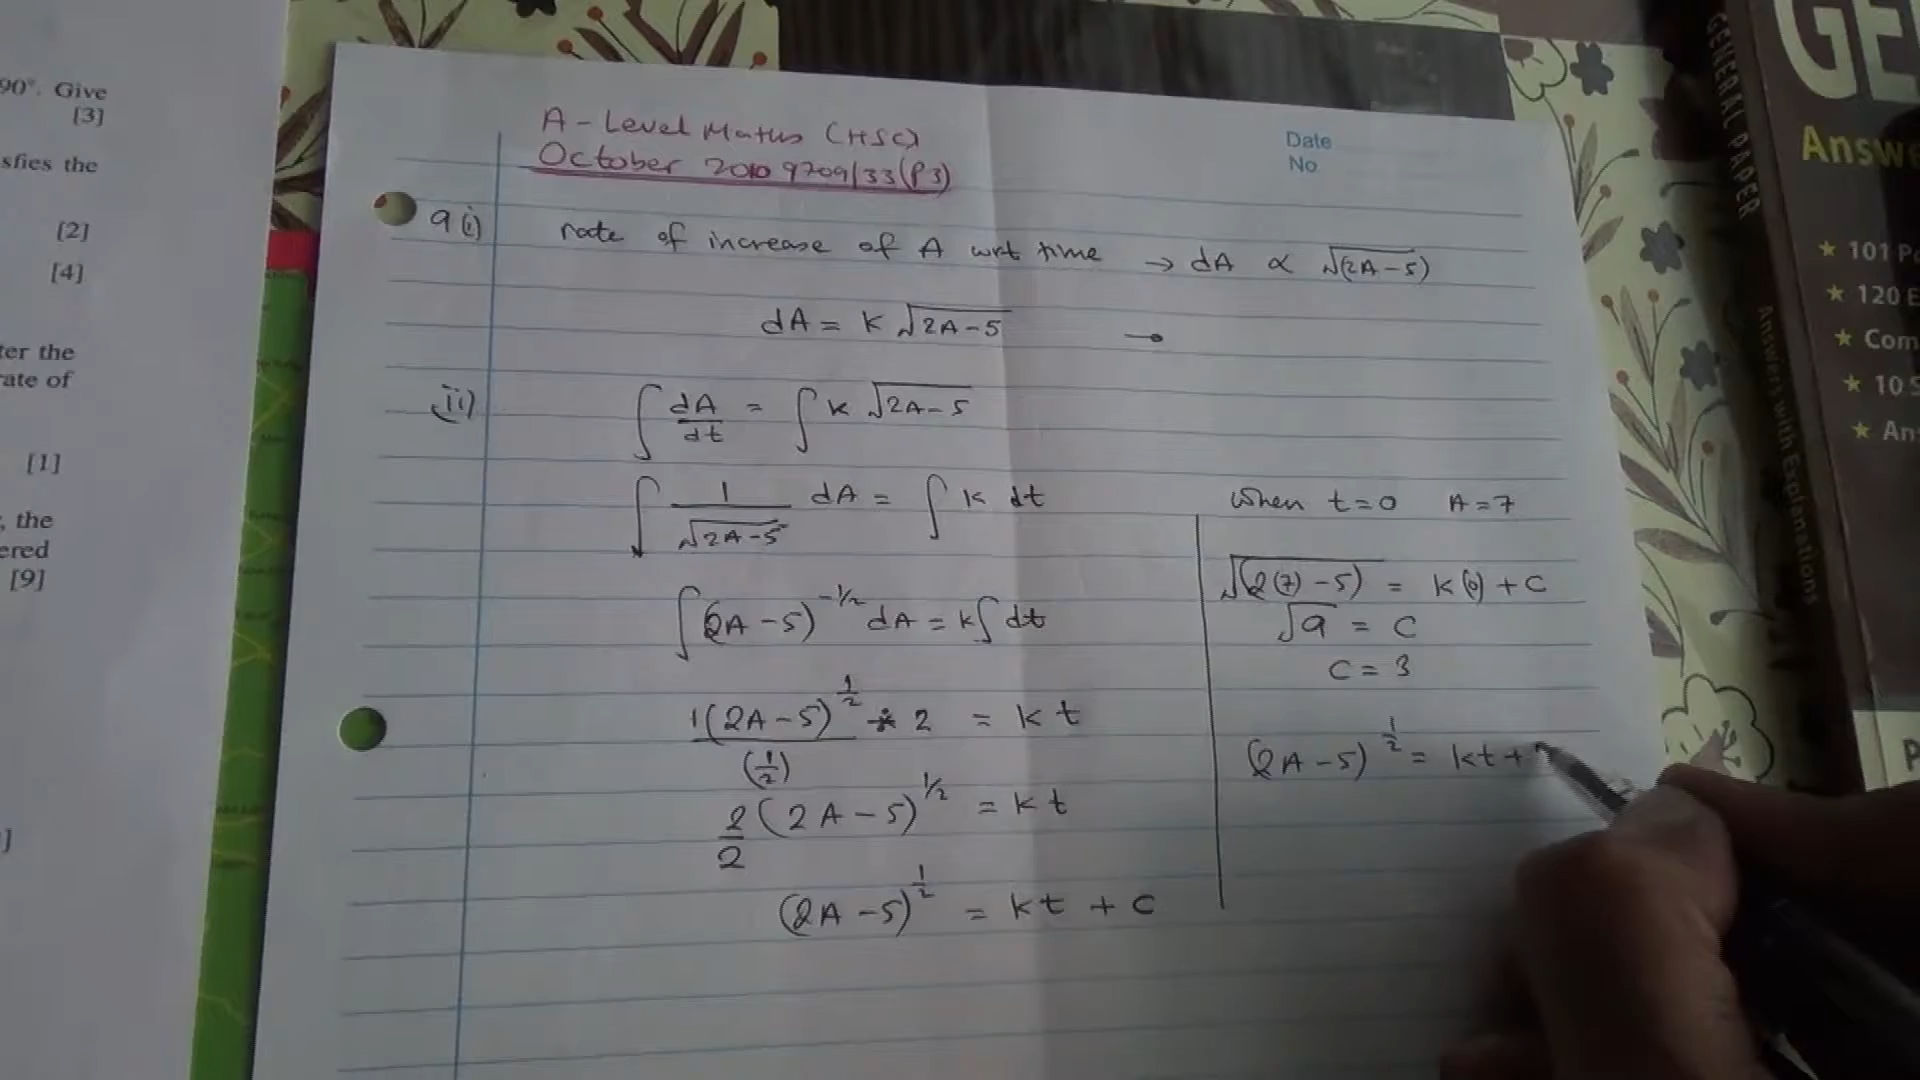 90°. Give
[3]
sfies the
[2]
[4]
ter the
rate of
[1]
, the
ered
[9]
]
A-Level Maths (HSC)
October 2010 9709/33 (P3)
Date
No
9(i) rate of increase of A wrt time → dA ∝ √(2A-5)
dA = K √2A-5
ii) ∫ dA/dt = ∫ K √2A-5
∫ 1/√2A-5 dA = ∫ K dt
∫(2A-5)^-1/2 dA = K∫ dt
1(2A-5)^1/2 / (1/2) * 2 = Kt
2/2 (2A-5)^1/2 = Kt
(2A-5)^1/2 = Kt + C
When t=0 A=7
√(2(7)-5) = K(0)+C
√9 = C
C = 3
(2A-5)^1/2 = Kt+
GENERAL PAPER
Answers with Explanations
GE
Answe
★ 101 Pa
★ 120 E
★ Com
★ 10 S
★ An
P